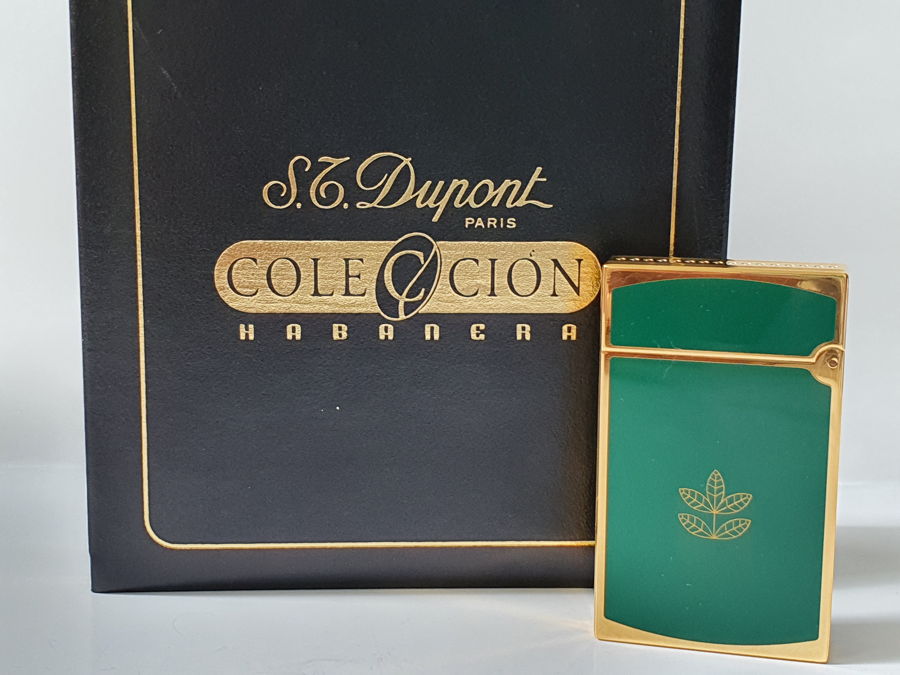 S.T. Dupont
PARIS
COLECCIÓN
HABANERA